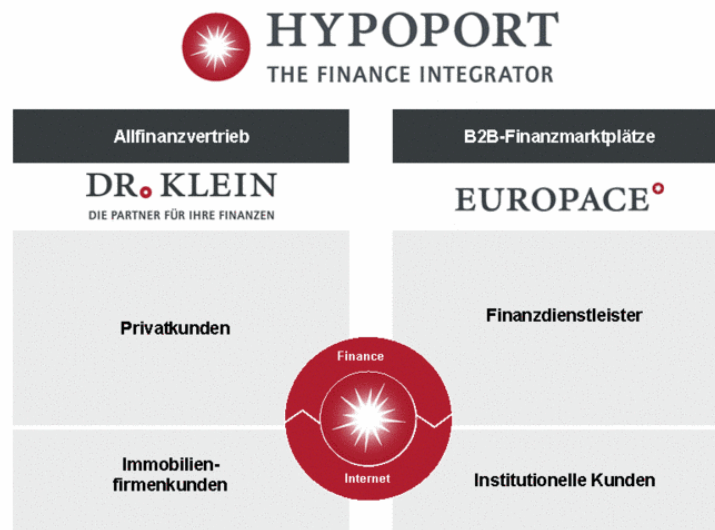 HYPOPORT
THE FINANCE INTEGRATOR
Allfinanzvertrieb
B2B-Finanzmarktplätze
DR. KLEIN
DIE PARTNER FÜR IHRE FINANZEN
EUROPACE
Privatkunden
Finanzdienstleister
Finance
Internet
Immobilien-
firmenkunden
Institutionelle Kunden